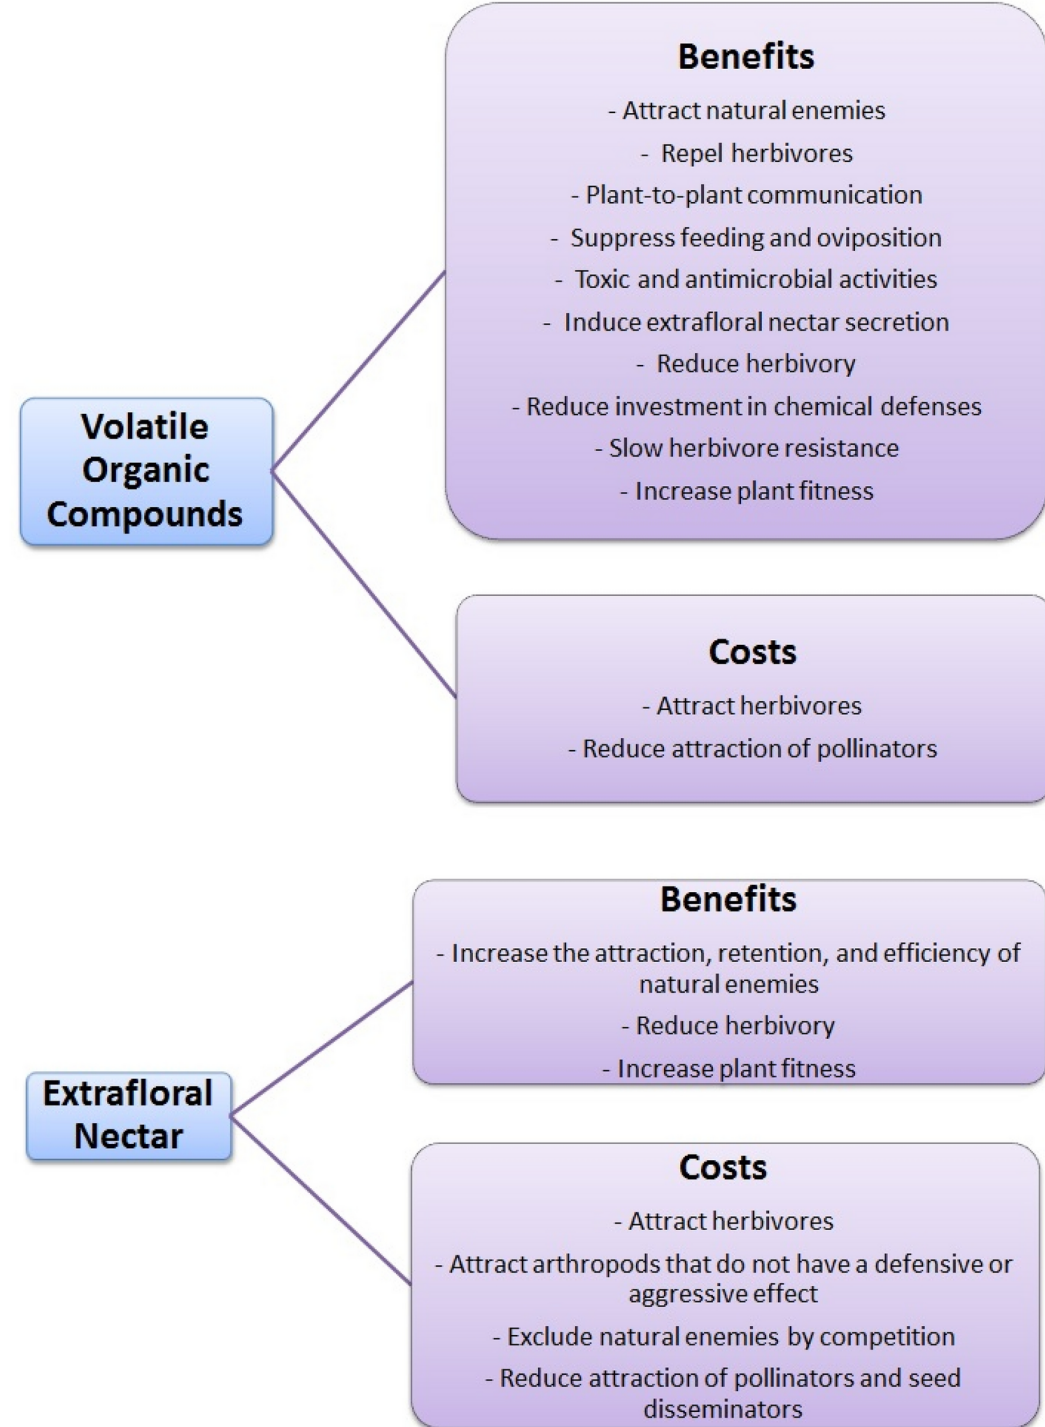 Benefits
- Attract natural enemies
- Repel herbivores
- Plant-to-plant communication
- Suppress feeding and oviposition
- Toxic and antimicrobial activities
- Induce extrafloral nectar secretion
- Reduce herbivory
- Reduce investment in chemical defenses
- Slow herbivore resistance
- Increase plant fitness
Volatile
Organic
Compounds
Costs
- Attract herbivores
- Reduce attraction of pollinators
Benefits
- Increase the attraction, retention, and efficiency of
natural enemies
- Reduce herbivory
- Increase plant fitness
Extrafloral
Nectar
Costs
- Attract herbivores
- Attract arthropods that do not have a defensive or
aggressive effect
- Exclude natural enemies by competition
- Reduce attraction of pollinators and seed
disseminators